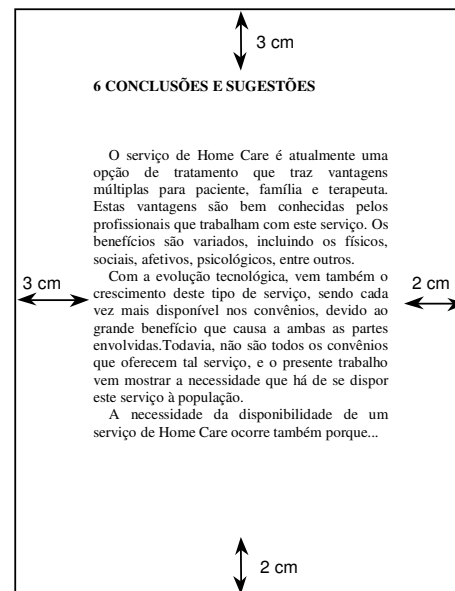 3 cm
6 CONCLUSÕES E SUGESTÕES
O serviço de Home Care é atualmente uma
opção de tratamento que traz vantagens
múltiplas para paciente, família e terapeuta.
Estas vantagens são bem conhecidas pelos
profissionais que trabalham com este serviço. Os
benefícios são variados, incluindo os físicos,
sociais, afetivos, psicológicos, entre outros.
Com a evolução tecnológica, vem também o
crescimento deste tipo de serviço, sendo cada
vez mais disponível nos convênios, devido ao
grande benefício que causa a ambas as partes
envolvidas.Todavia, não são todos os convênios
que oferecem tal serviço, e o presente trabalho
vem mostrar a necessidade que há de se dispor
este serviço à população.
A necessidade da disponibilidade de um
serviço de Home Care ocorre também porque...
3 cm
2 cm
2 cm